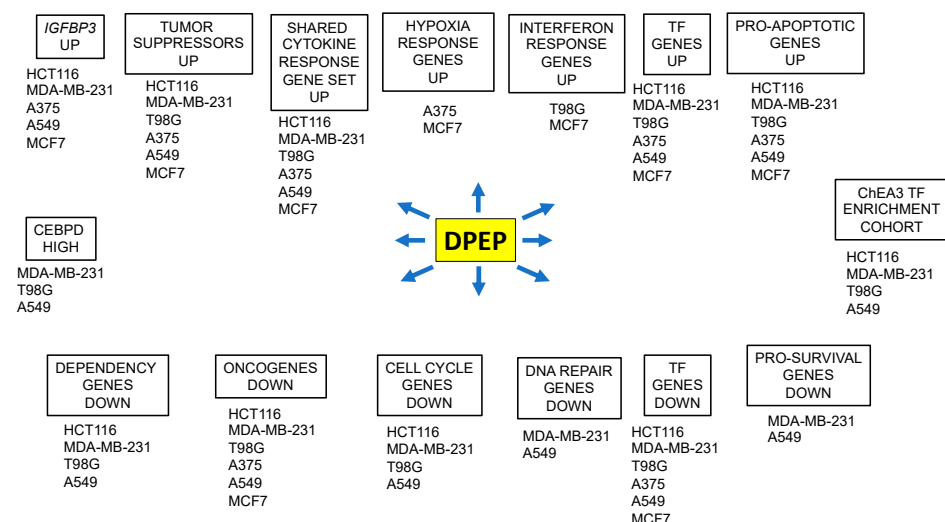 IGFBP3
UP
HCT116
MDA-MB-231
A375
A549
MCF7
TUMOR
SUPPRESSORS
UP
HCT116
MDA-MB-231
T98G
A375
A549
MCF7
SHARED
CYTOKINE
RESPONSE
GENE SET
UP
HCT116
MDA-MB-231
T98G
A375
A549
MCF7
HYPOXIA
RESPONSE
GENES
UP
A375
MCF7
INTERFERON
RESPONSE
GENES
UP
T98G
MCF7
TF
GENES
UP
HCT116
MDA-MB-231
T98G
A375
A549
MCF7
PRO-APOPTOTIC
GENES
UP
HCT116
MDA-MB-231
T98G
A375
A549
MCF7
CEBPD
HIGH
MDA-MB-231
T98G
A549
DPEP
ChEA3 TF
ENRICHMENT
COHORT
HCT116
MDA-MB-231
T98G
A549
DEPENDENCY
GENES
DOWN
HCT116
MDA-MB-231
T98G
A549
ONCOGENES
DOWN
HCT116
MDA-MB-231
T98G
A375
A549
MCF7
CELL CYCLE
GENES
DOWN
HCT116
MDA-MB-231
T98G
A549
DNA REPAIR
GENES
DOWN
MDA-MB-231
A549
TF
GENES
DOWN
HCT116
MDA-MB-231
T98G
A375
A549
MCF7
PRO-SURVIVAL
GENES
DOWN
MDA-MB-231
A549